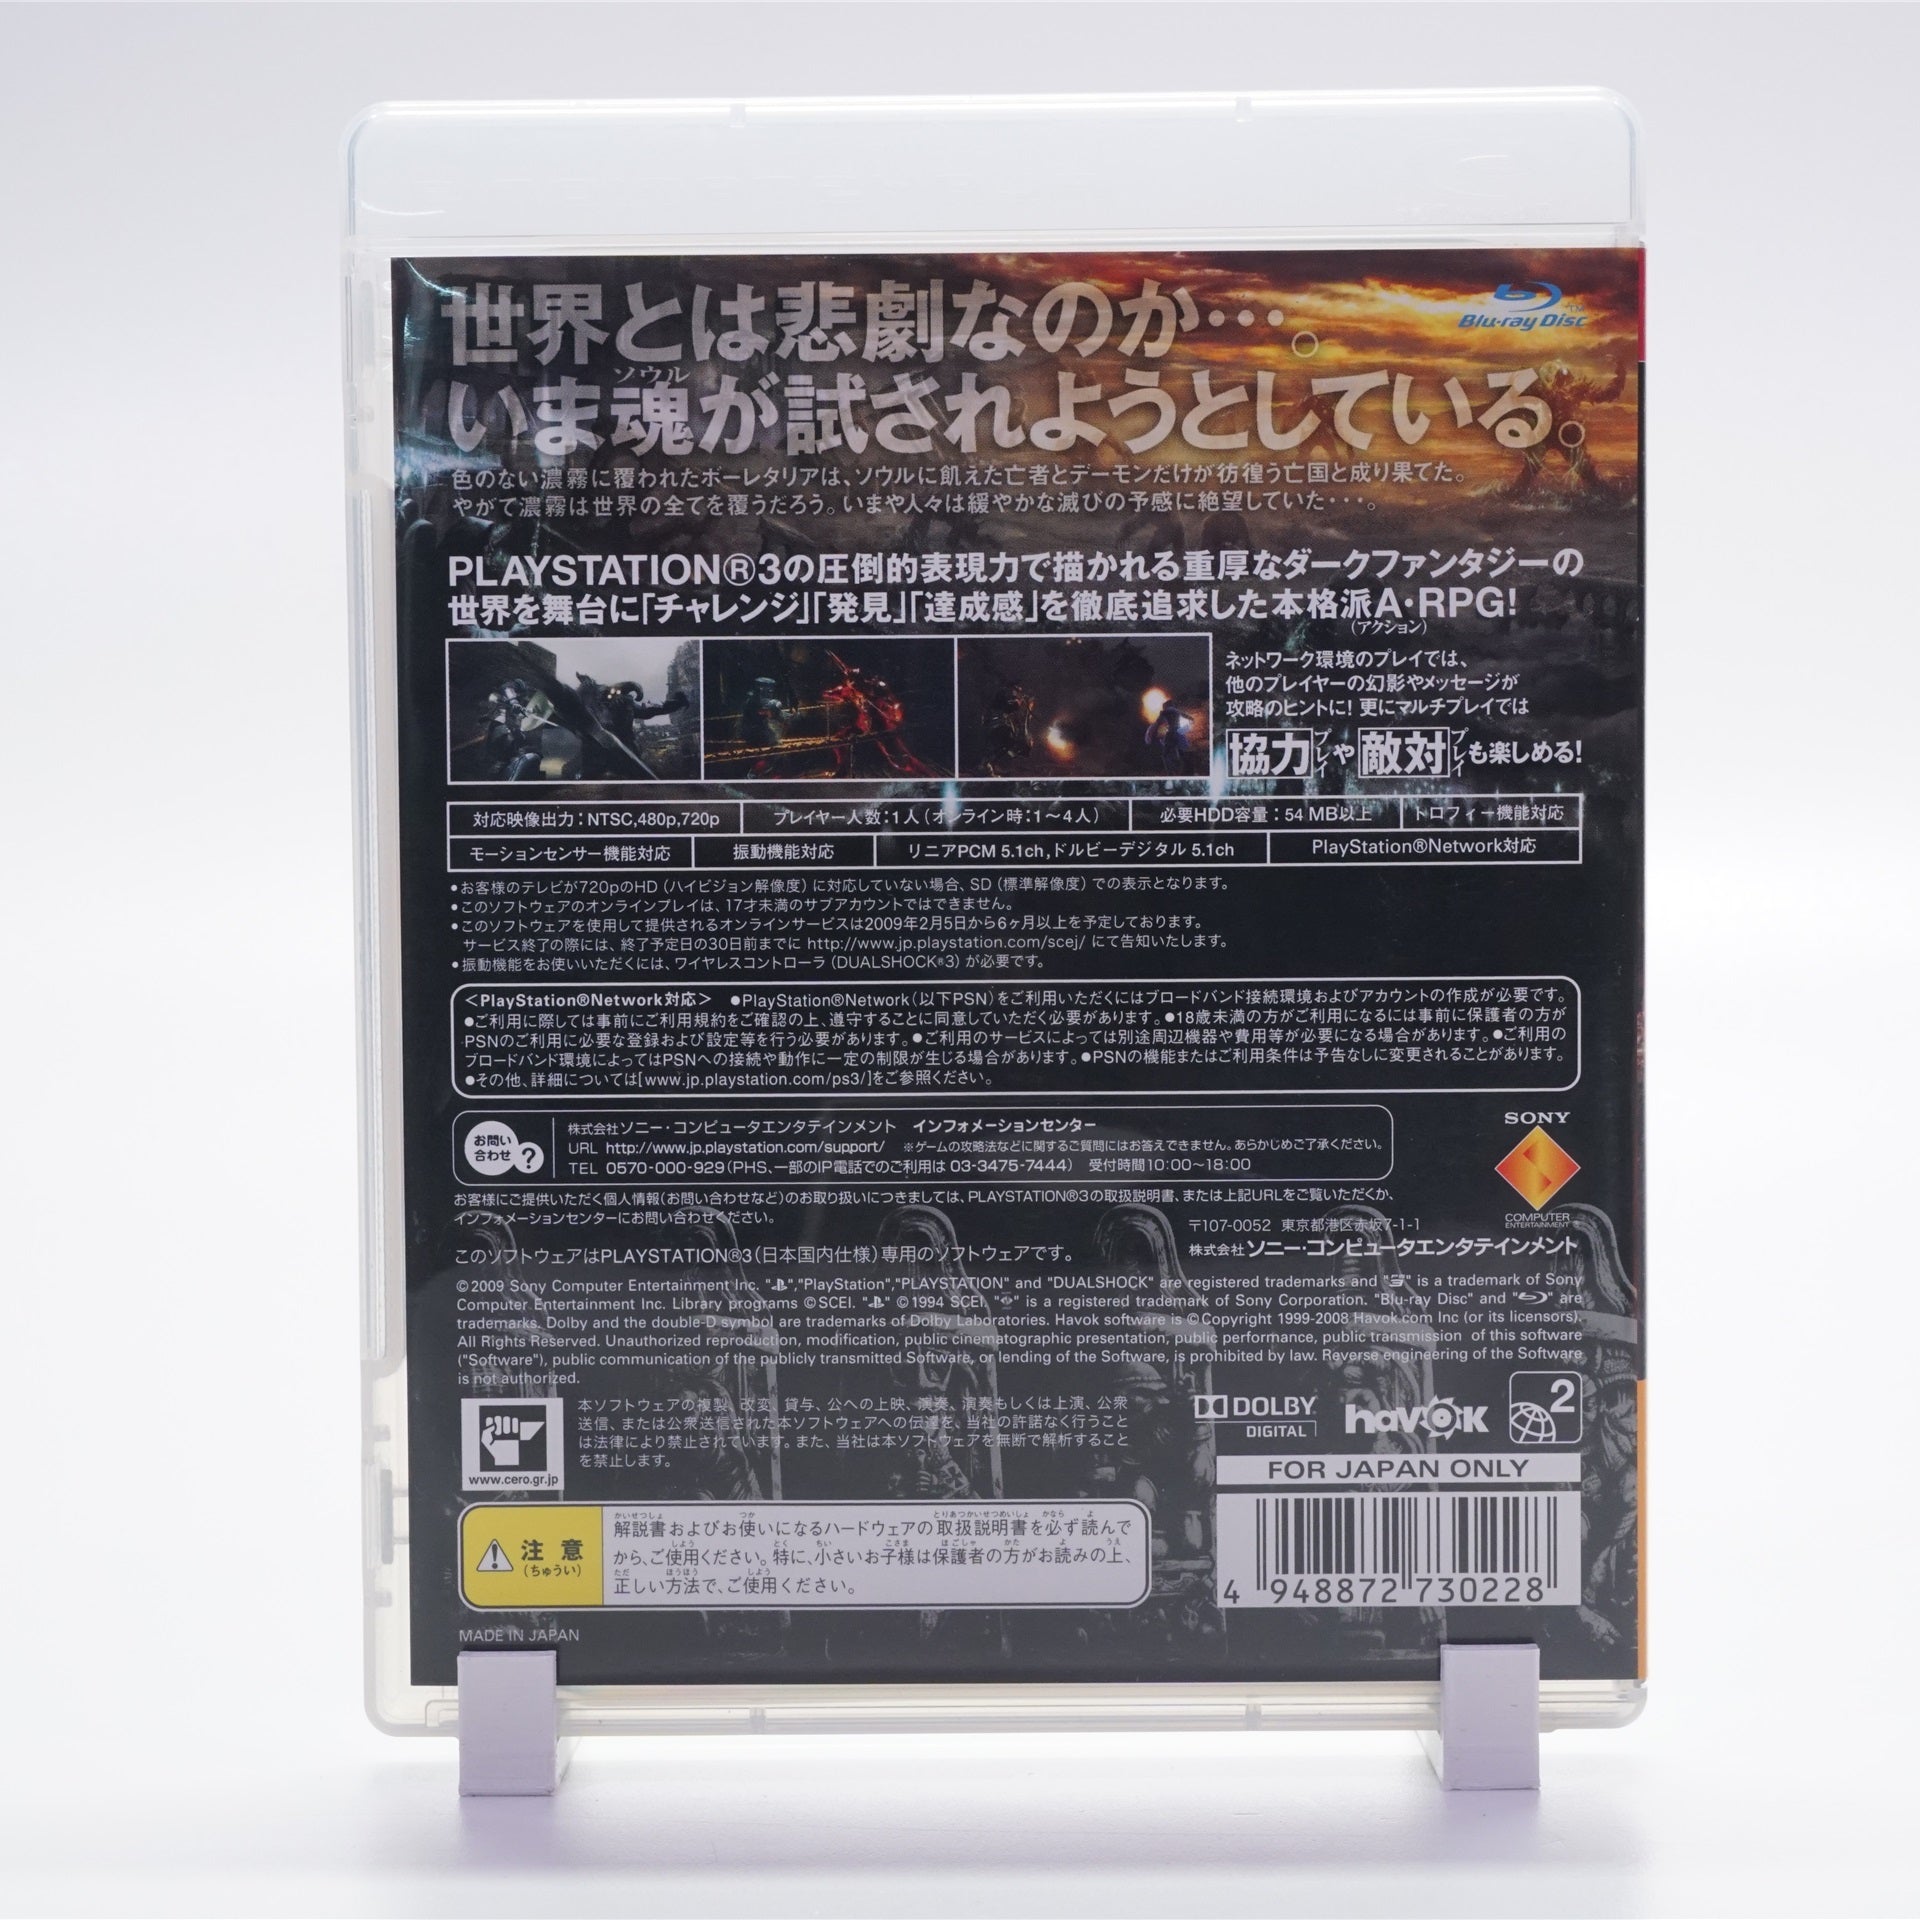 世界とは悲劇なのか…。
Blu-ray Disc™
ソウル
いま魂が試されようとしている。
色のない濃霧に覆われたボーレタリアは、ソウルに飢えた亡者とデーモンだけが彷徨う亡国と成り果てた。
やがて濃霧は世界の全てを覆うだろう。いまや人々は緩やかな滅びの予感に絶望していた･･･。
PLAYSTATION®3の圧倒的表現力で描かれる重厚なダークファンタジーの
世界を舞台に「チャレンジ」「発見」「達成感」を徹底追求した本格派A・RPG!
(アクション)
ネットワーク環境のプレイでは、
他のプレイヤーの幻影やメッセージが
攻略のヒントに! 更にマルチプレイでは
協力プレイや敵対プレイも楽しめる!
対応映像出力：NTSC,480p,720p プレイヤー人数：1人（オンライン時：1〜4人） 必要HDD容量：54 MB以上 トロフィー機能対応
モーションセンサー機能対応 振動機能対応 リニアPCM 5.1ch,ドルビーデジタル 5.1ch PlayStation®Network対応
●お客様のテレビが720pのHD（ハイビジョン解像度）に対応していない場合、SD（標準解像度）での表示となります。
●このソフトウェアのオンラインプレイは、17才未満のサブアカウントではできません。
●このソフトウェアを使用して提供されるオンラインサービスは2009年2月5日から6ヶ月以上を予定しております。
サービス終了の際には、終了予定日の30日前までに http://www.jp.playstation.com/scej/ にて告知いたします。
●振動機能をお使いいただくには、ワイヤレスコントローラ（DUALSHOCK®3）が必要です。
＜PlayStation®Network対応＞ ●PlayStation®Network（以下PSN）をご利用いただくにはブロードバンド接続環境およびアカウントの作成が必要です。
●ご利用に際しては事前にご利用規約をご確認の上、遵守することに同意していただく必要があります。●18歳未満の方がご利用になるには事前に保護者の方が
PSNのご利用に必要な登録および設定等を行う必要があります。●ご利用のサービスによっては別途周辺機器や費用等が必要になる場合があります。●ご利用の
ブロードバンド環境によってはPSNへの接続や動作に一定の制限が生じる場合があります。●PSNの機能またはご利用条件は予告なしに変更されることがあります。
●その他、詳細については[www.jp.playstation.com/ps3/]をご参照ください。
お問い
合わせ ?
株式会社ソニー・コンピュータエンタテインメント インフォメーションセンター
URL http://www.jp.playstation.com/support/ ※ゲームの攻略法などに関するご質問にはお答えできません。あらかじめご了承ください。
TEL 0570-000-929（PHS、一部のIP電話でのご利用は 03-3475-7444） 受付時間10:00〜18:00
SONY
COMPUTER
ENTERTAINMENT
お客様にご提供いただく個人情報（お問い合わせなど）のお取り扱いにつきましては、PLAYSTATION®3の取扱説明書、または上記URLをご覧いただくか、
インフォメーションセンターにお問い合わせください。
〒107-0052 東京都港区赤坂7-1-1
このソフトウェアはPLAYSTATION®3（日本国内仕様）専用のソフトウェアです。
株式会社ソニー・コンピュータエンタテインメント
©2009 Sony Computer Entertainment Inc. "","PlayStation","PLAYSTATION" and "DUALSHOCK" are registered trademarks and "" is a trademark of Sony
Computer Entertainment Inc. Library programs ©SCEI. "" ©1994 SCEI. "" is a registered trademark of Sony Corporation. "Blu-ray Disc" and "" are
trademarks. Dolby and the double-D symbol are trademarks of Dolby Laboratories. Havok software is ©Copyright 1999-2008 Havok.com Inc (or its licensors).
All Rights Reserved. Unauthorized reproduction, modification, public cinematographic presentation, public performance, public transmission of this software
("Software"), public communication of the publicly transmitted Software, or lending of the Software, is prohibited by law. Reverse engineering of the Software
is not authorized.
www.cero.gr.jp
本ソフトウェアの複製、改変、貸与、公への上映、演奏、演奏もしくは上演、公衆
送信、または公衆送信された本ソフトウェアへの伝達を、当社の許諾なく行うこと
は法律により禁止されています。また、当社は本ソフトウェアを無断で解析すること
を禁止します。
DOLBY
DIGITAL
havok
2
FOR JAPAN ONLY
注意
(ちゅうい)
かいせつしょ つか とりあつかいせつめいしょ かなら よ
解説書およびお使いになるハードウェアの取扱説明書を必ず読んで
しよう とく ちい こさま ほごしゃ かた よ うえ
から、ご使用ください。特に、小さいお子様は保護者の方がお読みの上、
ただ ほうほう しよう
正しい方法で、ご使用ください。
4 948872 730228
MADE IN JAPAN